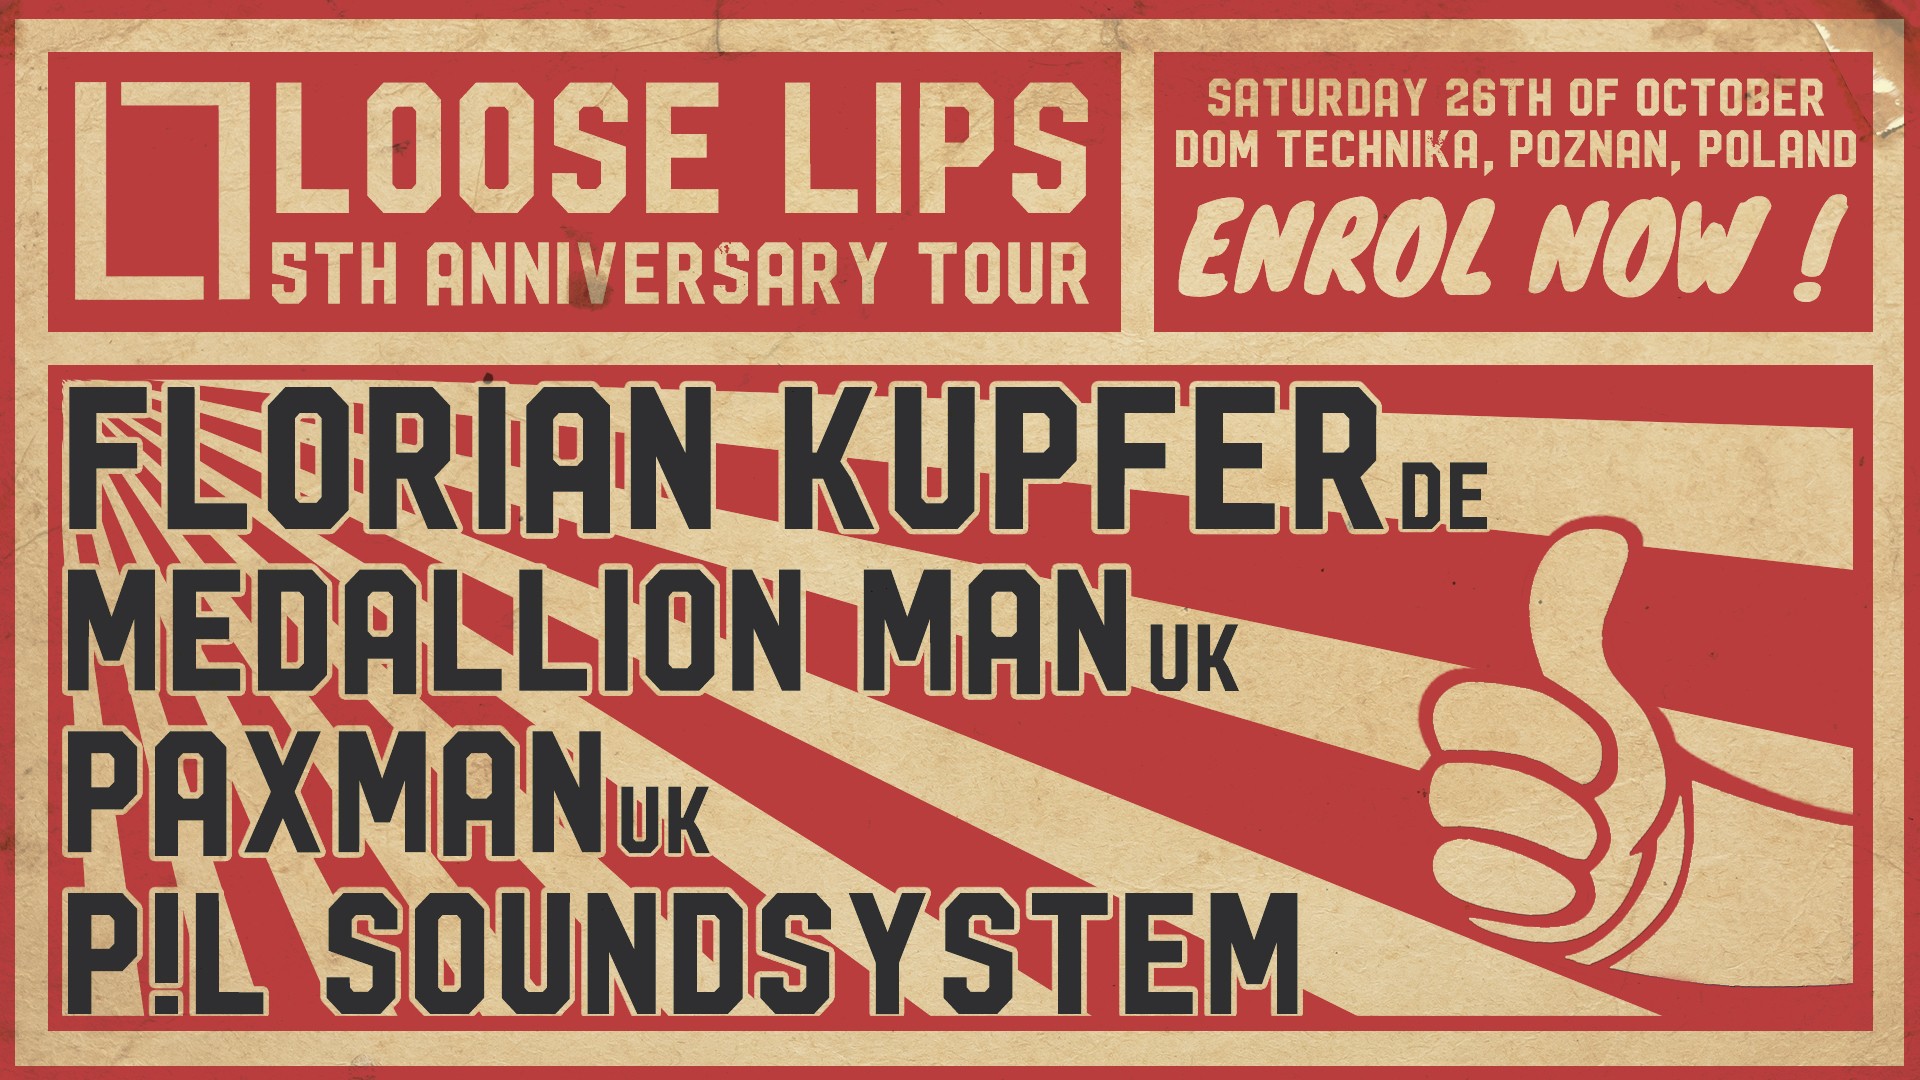 LOOSE LIPS
5TH ANNIVERSARY TOUR
SATURDAY 26TH OF OCTOBER
DOM TECHNIKA, POZNAN, POLAND
ENROL NOW !
FLORIAN KUPFER DE
MEDALLION MAN UK
PAXMAN UK
P!L SOUNDSYSTEM